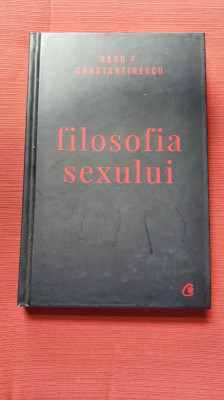 RADU F.
CONSTANTINESCU
filosofia
sexului